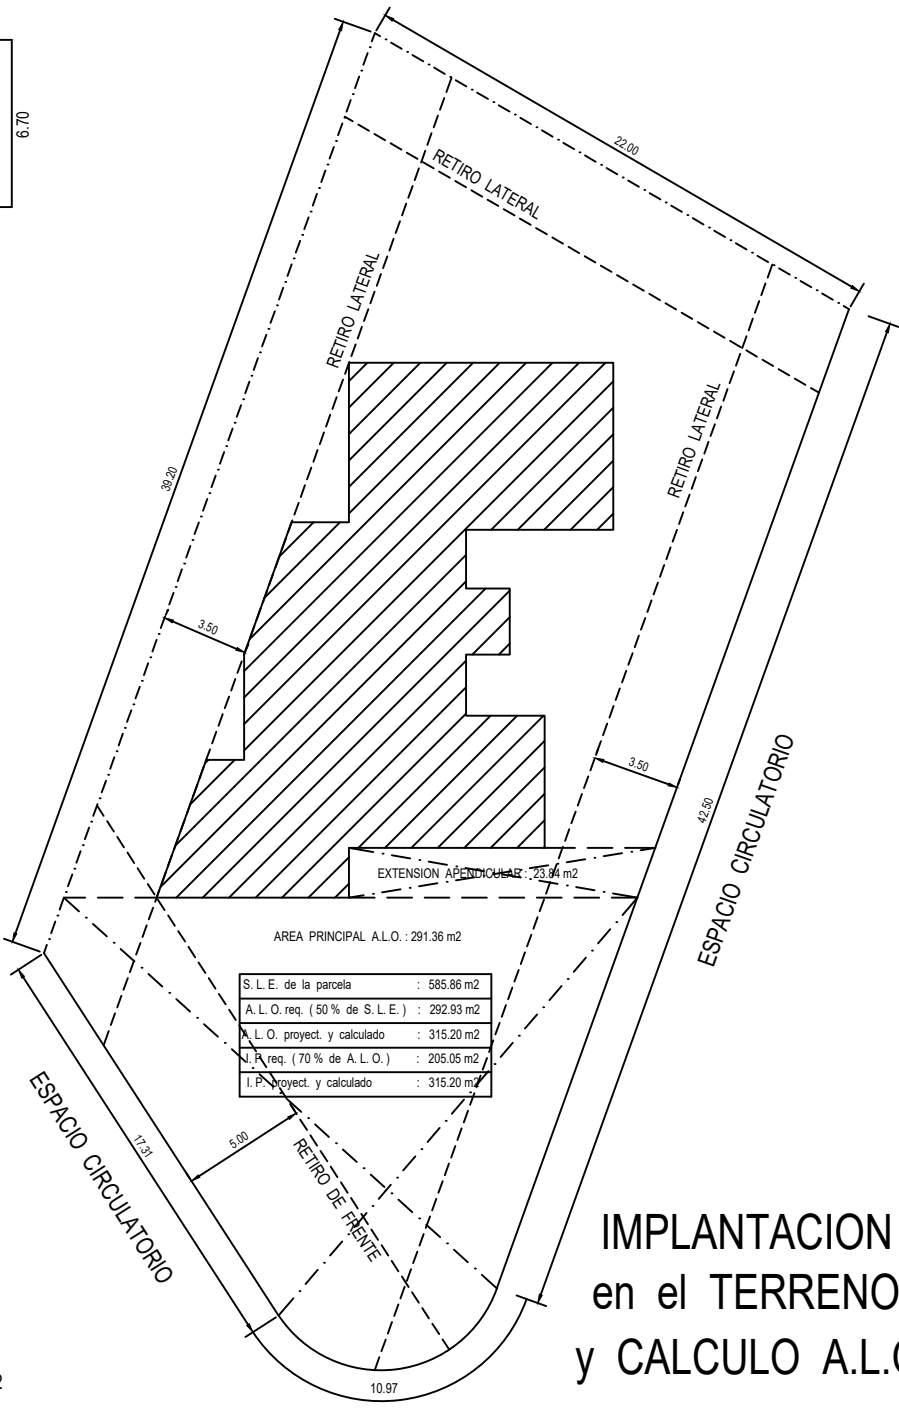 6.70
22.00
RETIRO LATERAL
RETIRO LATERAL
RETIRO LATERAL
39.20
3.50
3.50
42.50
ESPACIO CIRCULATORIO
EXTENSION APENDICULAR : 23.84 m2
AREA PRINCIPAL A.L.O. : 291.36 m2
S. L. E. de la parcela : 585.86 m2
A. L. O. req. ( 50 % de S. L. E. ) : 292.93 m2
A. L. O. proyect. y calculado : 315.20 m2
I. P. req. ( 70 % de A. L. O. ) : 205.05 m2
I. P. proyect. y calculado : 315.20 m2
ESPACIO CIRCULATORIO
17.31
5.00
RETIRO DE FRENTE
10.97
IMPLANTACION
en el TERRENO
y CALCULO A.L.
2